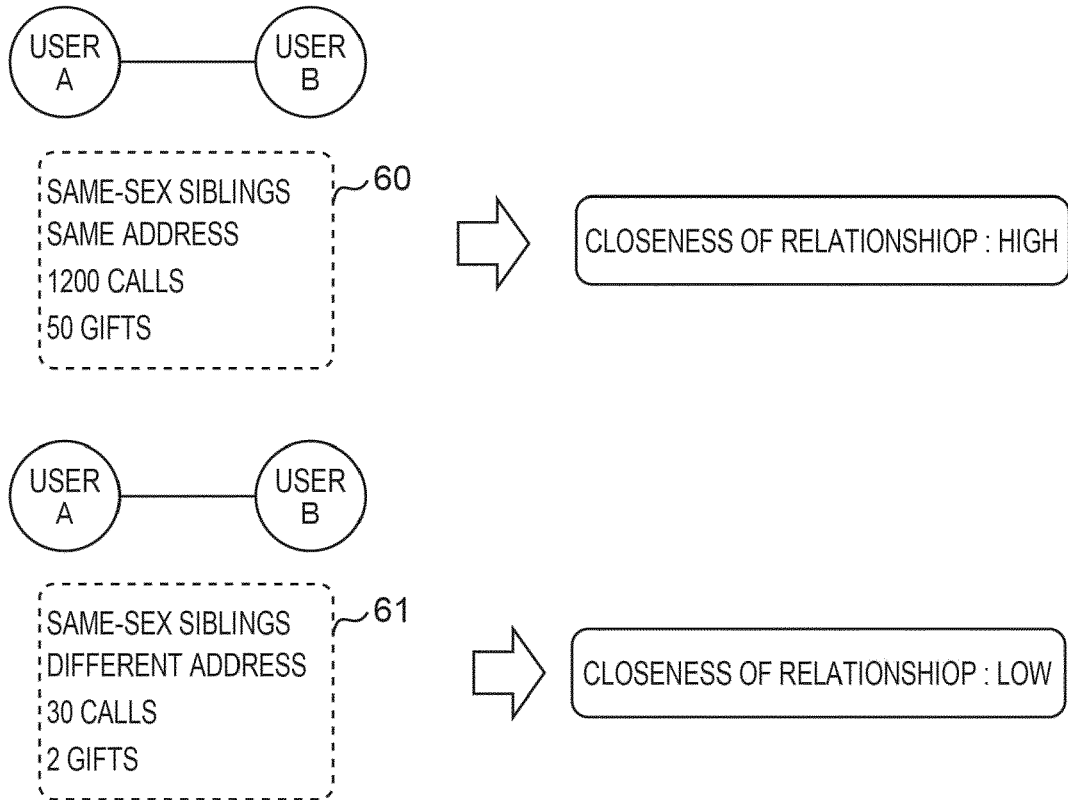 USER
A
USER
B
SAME-SEX SIBLINGS
SAME ADDRESS
1200 CALLS
50 GIFTS
60
CLOSENESS OF RELATIONSHIOP : HIGH
USER
A
USER
B
SAME-SEX SIBLINGS
DIFFERENT ADDRESS
30 CALLS
2 GIFTS
61
CLOSENESS OF RELATIONSHIOP : LOW